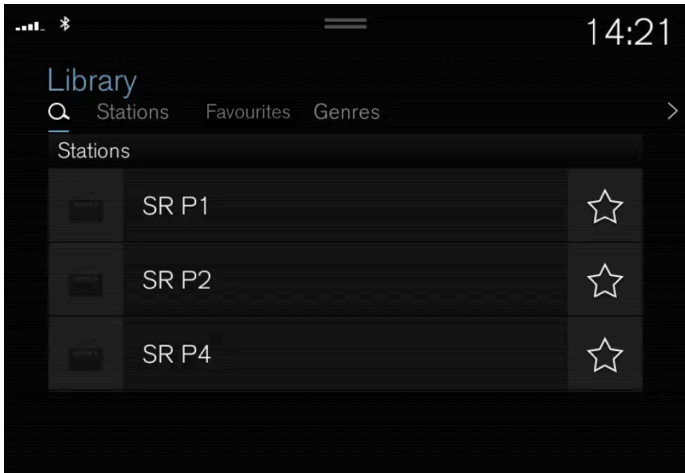 14:21
Library
Stations Favourites Genres
Stations
SR P1
SR P2
SR P4